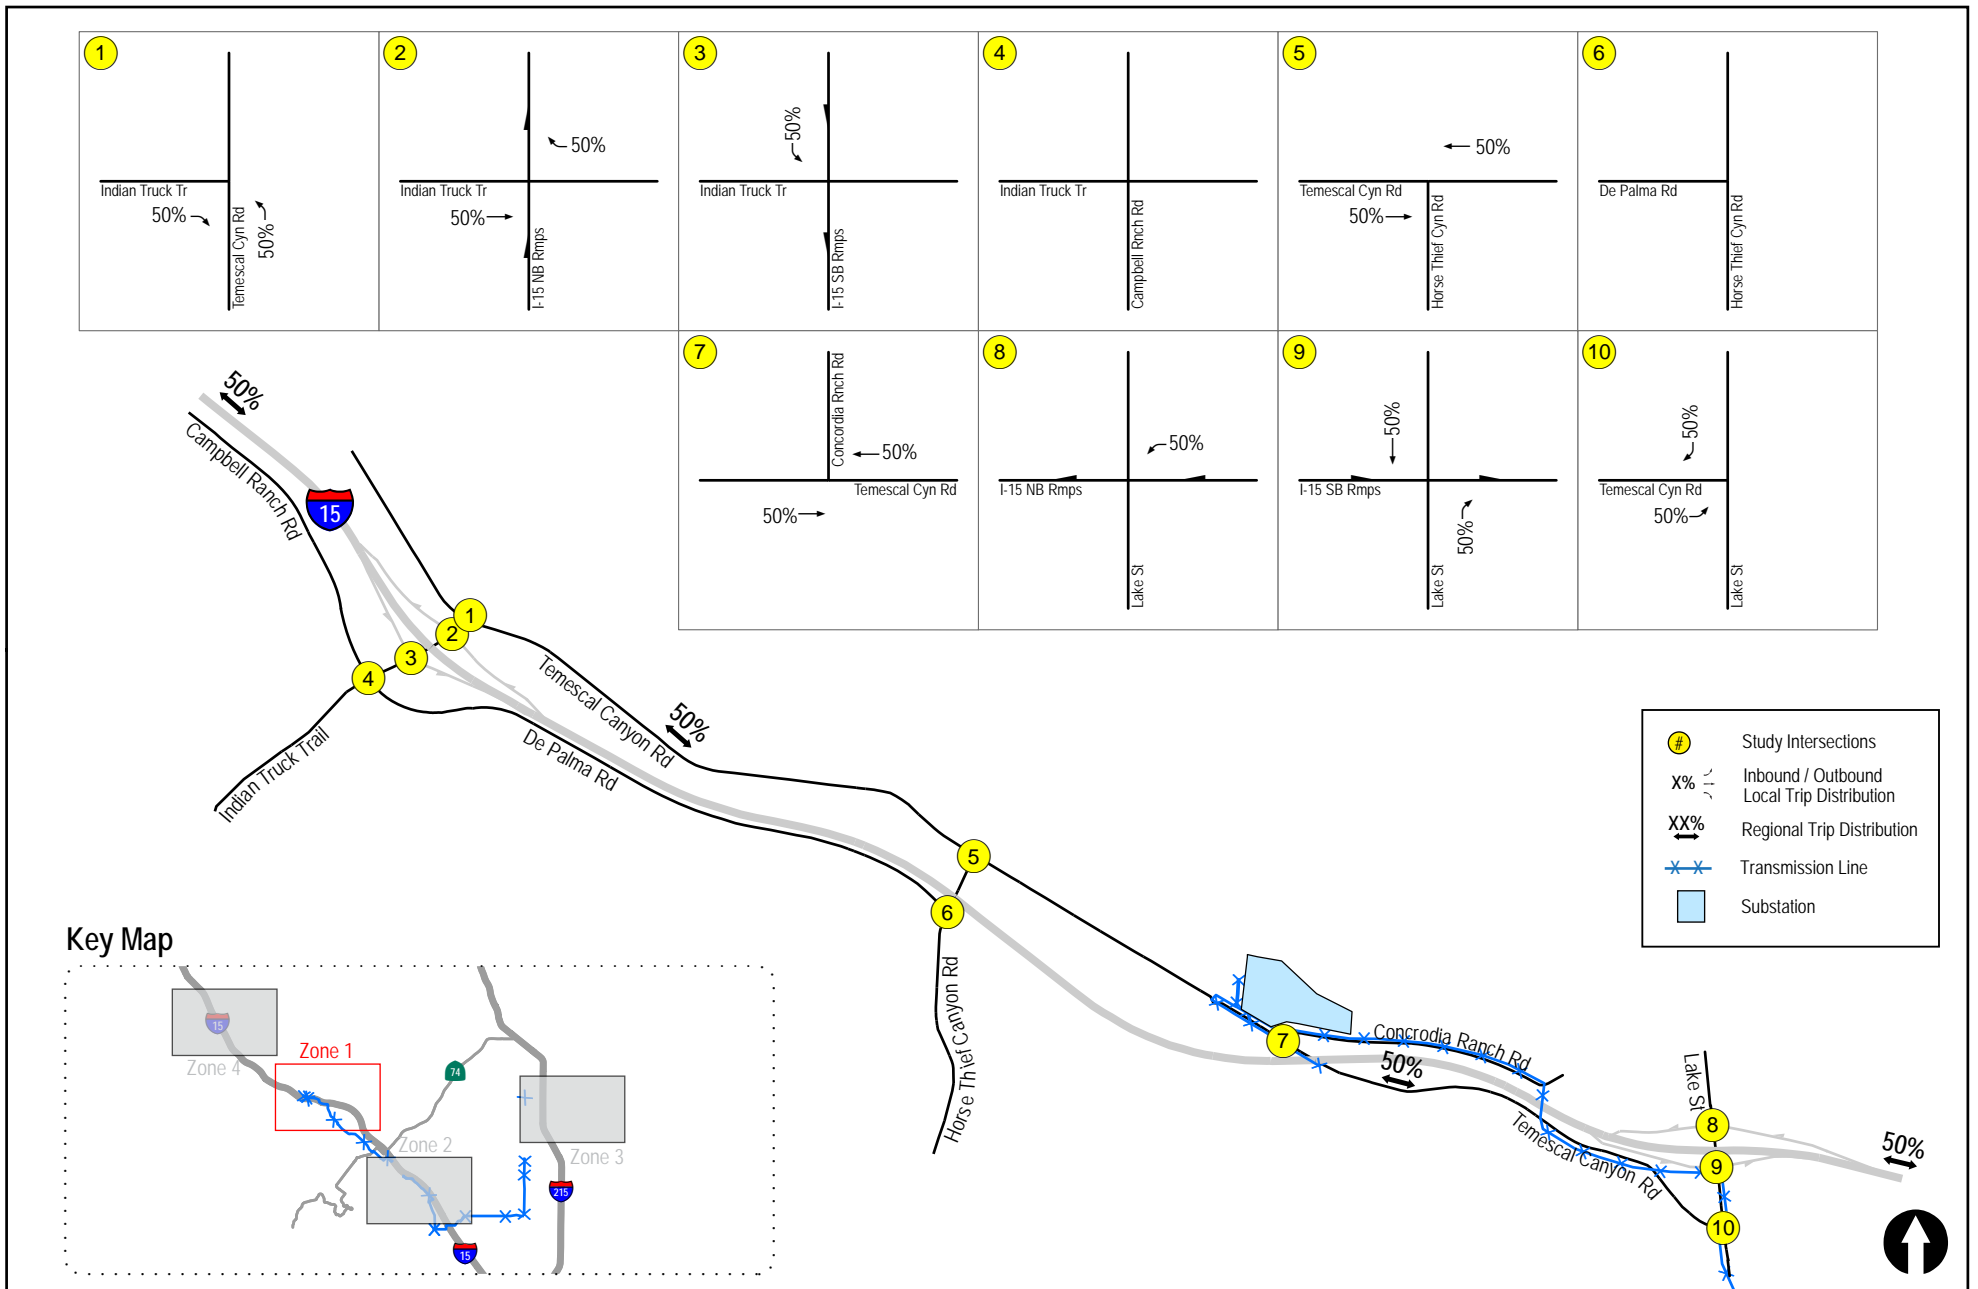 1
Indian Truck Tr
50%
50%
Temescal Cyn Rd
2
50%
Indian Truck Tr
50%
I-15 NB Rmps
3
50%
Indian Truck Tr
I-15 SB Rmps
4
Indian Truck Tr
Campbell Rnch Rd
5
50%
Temescal Cyn Rd
50%
Horse Thief Cyn Rd
6
De Palma Rd
Horse Thief Cyn Rd
7
Concordia Rnch Rd
50%
Temescal Cyn Rd
50%
8
50%
I-15 NB Rmps
Lake St
9
50%
I-15 SB Rmps
50%
Lake St
10
50%
Temescal Cyn Rd
50%
Lake St
50%
Campbell Ranch Rd
15
1
2
3
4
Indian Truck Trail
Temescal Canyon Rd
50%
De Palma Rd
5
6
Horse Thief Canyon Rd
7
Concrodia Ranch Rd
50%
Temescal Canyon Rd
Lake St
8
9
10
50%
# Study Intersections
X% Inbound / Outbound
Local Trip Distribution
XX% Regional Trip Distribution
Transmission Line
Substation
Key Map
15
Zone 4
Zone 1
74
Zone 2
Zone 3
215
15